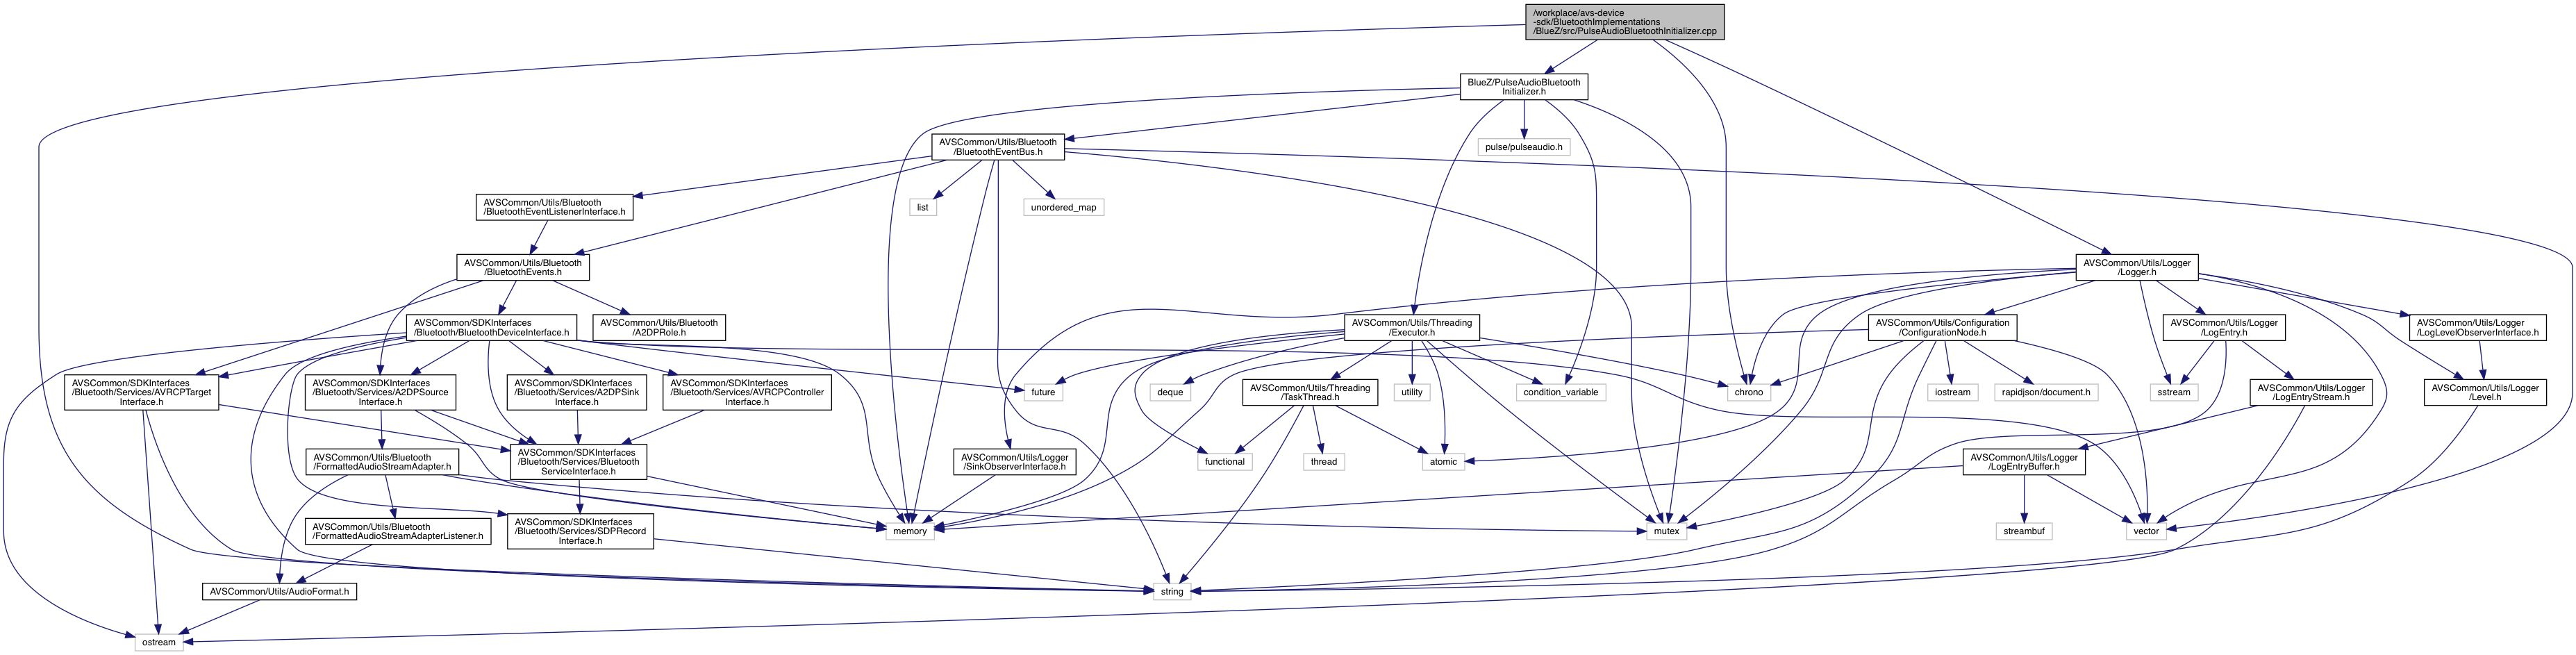 /workplace/avs-device
-sdk/BluetoothImplementations
/BlueZ/src/PulseAudioBluetoothInitializer.cpp
BlueZ/PulseAudioBluetooth
Initializer.h
AVSCommon/Utils/Bluetooth
/BluetoothEventBus.h
pulse/pulseaudio.h
AVSCommon/Utils/Bluetooth
/BluetoothEventListenerInterface.h
list
unordered_map
AVSCommon/Utils/Bluetooth
/BluetoothEvents.h
AVSCommon/Utils/Logger
/Logger.h
AVSCommon/SDKInterfaces
/Bluetooth/BluetoothDeviceInterface.h
AVSCommon/Utils/Bluetooth
/A2DPRole.h
AVSCommon/Utils/Threading
/Executor.h
AVSCommon/Utils/Configuration
/ConfigurationNode.h
AVSCommon/Utils/Logger
/LogEntry.h
AVSCommon/Utils/Logger
/LogLevelObserverInterface.h
AVSCommon/SDKInterfaces
/Bluetooth/Services/AVRCPTarget
Interface.h
AVSCommon/SDKInterfaces
/Bluetooth/Services/A2DPSource
Interface.h
AVSCommon/SDKInterfaces
/Bluetooth/Services/A2DPSink
Interface.h
AVSCommon/SDKInterfaces
/Bluetooth/Services/AVRCPController
Interface.h
future
deque
AVSCommon/Utils/Threading
/TaskThread.h
utility
condition_variable
chrono
iostream
rapidjson/document.h
sstream
AVSCommon/Utils/Logger
/LogEntryStream.h
AVSCommon/Utils/Logger
/Level.h
AVSCommon/Utils/Bluetooth
/FormattedAudioStreamAdapter.h
AVSCommon/SDKInterfaces
/Bluetooth/Services/Bluetooth
ServiceInterface.h
AVSCommon/Utils/Logger
/SinkObserverInterface.h
functional
thread
atomic
AVSCommon/Utils/Logger
/LogEntryBuffer.h
AVSCommon/Utils/Bluetooth
/FormattedAudioStreamAdapterListener.h
AVSCommon/SDKInterfaces
/Bluetooth/Services/SDPRecord
Interface.h
memory
mutex
streambuf
vector
AVSCommon/Utils/AudioFormat.h
string
ostream